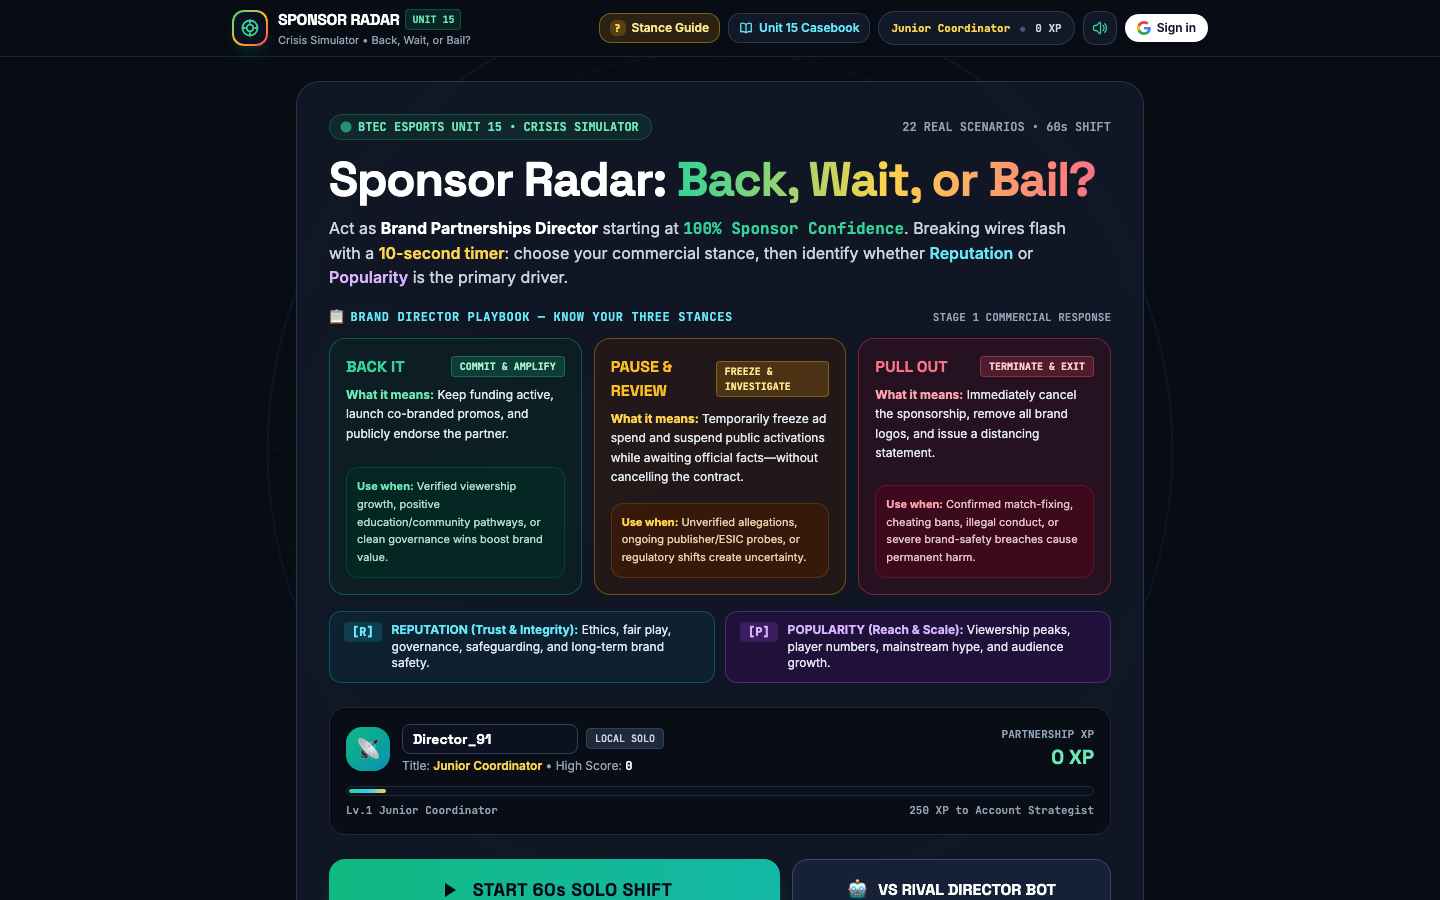 SPONSOR RADAR UNIT 15
Crisis Simulator • Back, Wait, or Bail?
? Stance Guide
Unit 15 Casebook
Junior Coordinator • 0 XP
Sign in
BTEC ESPORTS UNIT 15 • CRISIS SIMULATOR
22 REAL SCENARIOS • 60s SHIFT
Sponsor Radar: Back, Wait, or Bail?
Act as Brand Partnerships Director starting at 100% Sponsor Confidence. Breaking wires flash
with a 10-second timer: choose your commercial stance, then identify whether Reputation or
Popularity is the primary driver.
BRAND DIRECTOR PLAYBOOK — KNOW YOUR THREE STANCES
STAGE 1 COMMERCIAL RESPONSE
BACK IT
COMMIT & AMPLIFY
What it means: Keep funding active,
launch co-branded promos, and
publicly endorse the partner.
Use when: Verified viewership
growth, positive
education/community pathways, or
clean governance wins boost brand
value.
PAUSE &
REVIEW
FREEZE &
INVESTIGATE
What it means: Temporarily freeze ad
spend and suspend public activations
while awaiting official facts—without
cancelling the contract.
Use when: Unverified allegations,
ongoing publisher/ESIC probes, or
regulatory shifts create uncertainty.
PULL OUT
TERMINATE & EXIT
What it means: Immediately cancel
the sponsorship, remove all brand
logos, and issue a distancing
statement.
Use when: Confirmed match-fixing,
cheating bans, illegal conduct, or
severe brand-safety breaches cause
permanent harm.
[R] REPUTATION (Trust & Integrity): Ethics, fair play,
governance, safeguarding, and long-term brand
safety.
[P] POPULARITY (Reach & Scale): Viewership peaks,
player numbers, mainstream hype, and audience
growth.
Director_91
LOCAL SOLO
Title: Junior Coordinator • High Score: 0
PARTNERSHIP XP
0 XP
Lv.1 Junior Coordinator
250 XP to Account Strategist
START 60s SOLO SHIFT
VS RIVAL DIRECTOR BOT